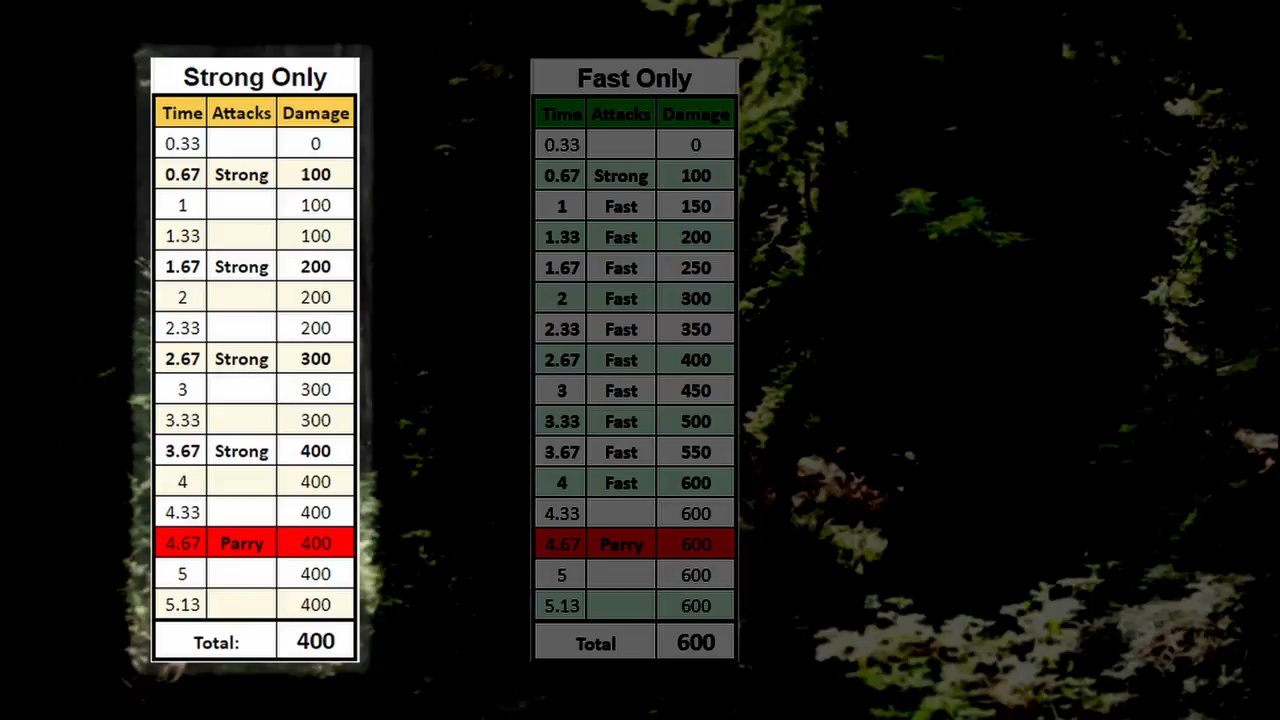 Strong Only
Time Attacks Damage
0.33 0
0.67 Strong 100
1 100
1.33 100
1.67 Strong 200
2 200
2.33 200
2.67 Strong 300
3 300
3.33 300
3.67 Strong 400
4 400
4.33 400
4.67 Parry 400
5 400
5.13 400
Total: 400
Fast Only
Time Attacks Damage
0.33 0
0.67 Strong 100
1 Fast 150
1.33 Fast 200
1.67 Fast 250
2 Fast 300
2.33 Fast 350
2.67 Fast 400
3 Fast 450
3.33 Fast 500
3.67 Fast 550
4 Fast 600
4.33 600
4.67 Parry 600
5 600
5.13 600
Total 600